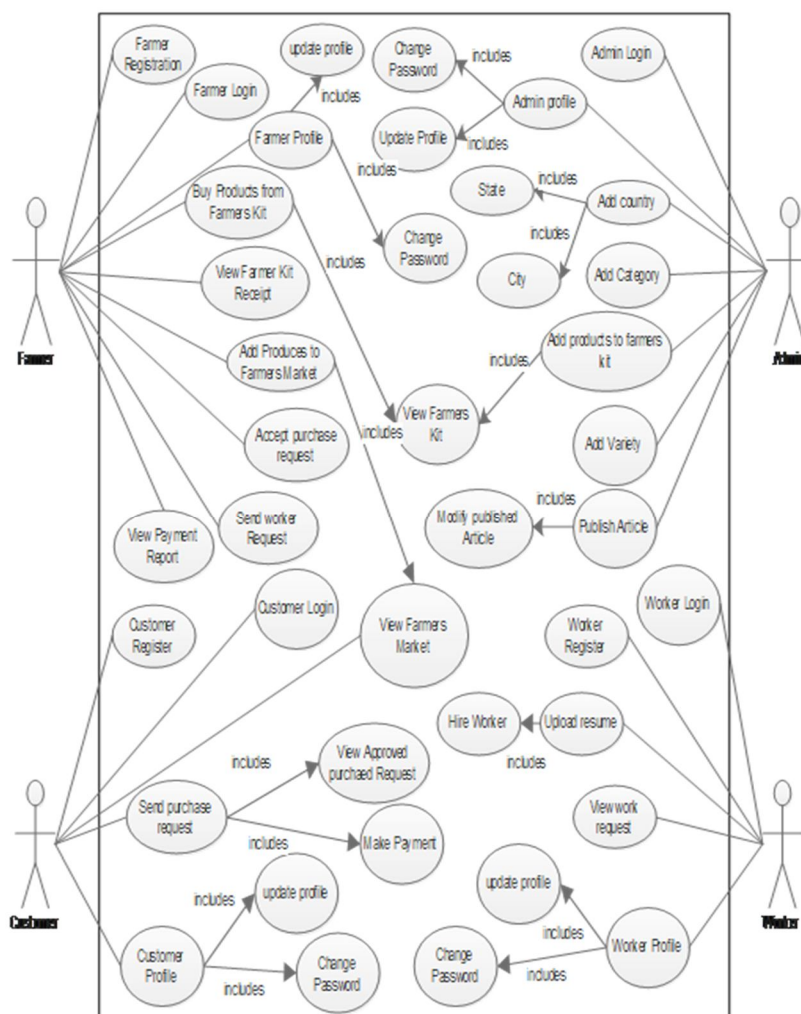 Farmer
Registration
update profile
Change
Password
includes
Admin Login
Farmer Login
includes
Admin profile
Farmer Profile
Update Profile
includes
includes
Buy Products from
Farmers Kit
State
includes
Add country
includes
Change
Password
View Farmer Kit
Receipt
includes
City
Add Category
Farmer
Admin
Add Produces to
Farmers Market
includes
Add products to farmers
kit
Accept purchase
request
includes
View Farmers
Kit
Add Variety
View Payment
Report
Send worker
Request
Modify published
Article
includes
Publish Article
Customer
Register
Customer Login
View Farmers
Market
Worker
Register
Worker Login
Hire Worker
Upload resume
includes
includes
View Approved
purchaed Request
Send purchase
request
includes
Make Payment
View work
request
Customer
Worker
includes
update profile
update profile
Customer
Profile
includes
Change
Password
Change
Password
includes
includes
Worker Profile